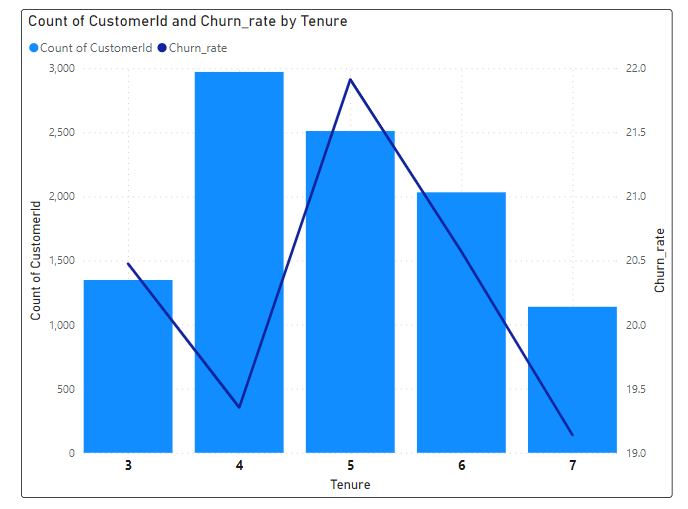 Count of CustomerId and Churn_rate by Tenure
Count of CustomerId Churn_rate
3,000 22.0
2,500 21.5
2,000 21.0
1,500 20.5
1,000 20.0
500 19.5
0 19.0
Count of CustomerId
Churn_rate
3 4 5 6 7
Tenure